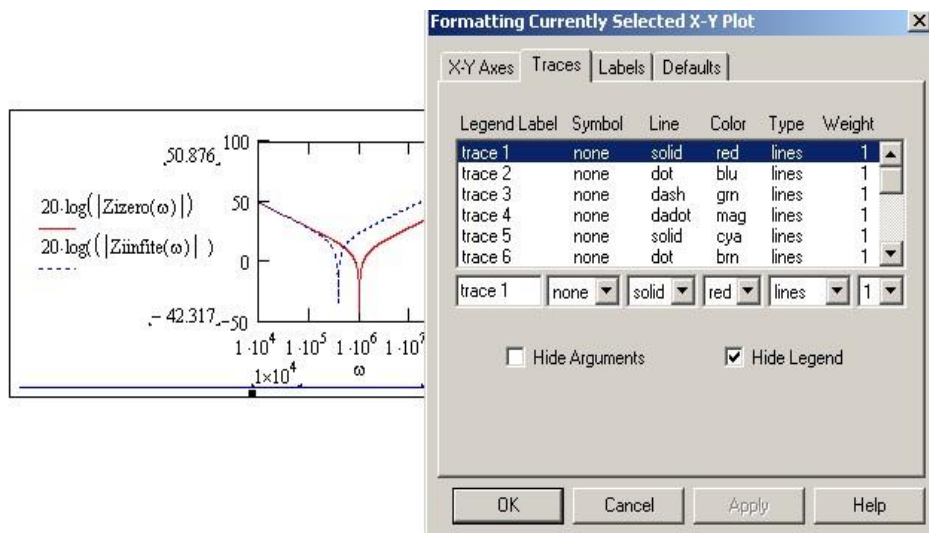 Formatting Currently Selected X-Y Plot
X-Y Axes Traces Labels Defaults
Legend Label Symbol Line Color Type Weight
trace 1 none solid red lines 1
trace 2 none dot blu lines 1
trace 3 none dash grn lines 1
trace 4 none dadot mag lines 1
trace 5 none solid cya lines 1
trace 6 none dot brn lines 1
trace 1 none solid red lines 1
Hide Arguments Hide Legend
OK Cancel Apply Help
50.876
100
20·log(|Zizero(ω)|)
50
20·log(|Ziinfite(ω)| )
0
-42.317
-50
1·10⁴ 1·10⁵ 1·10⁶ 1·10⁷
ω
1×10⁴